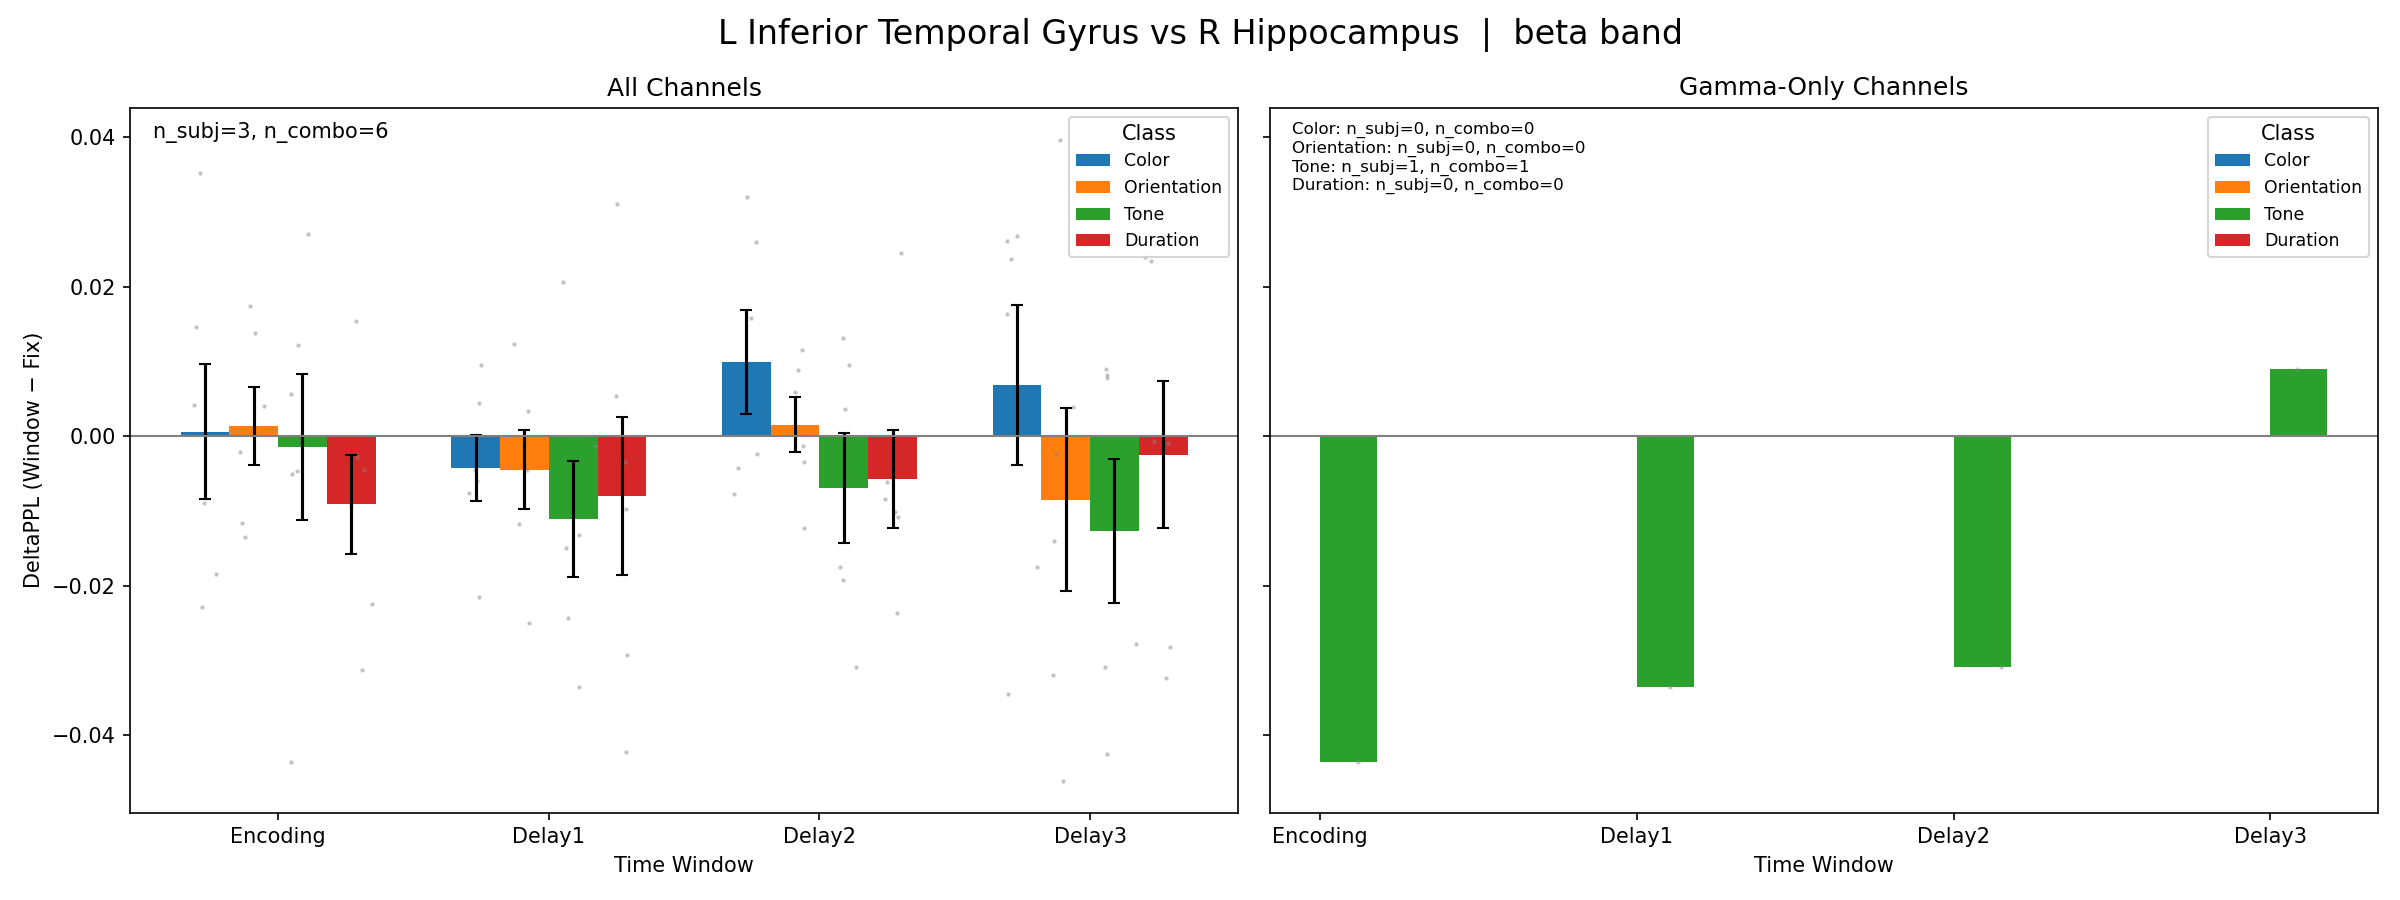 L Inferior Temporal Gyrus vs R Hippocampus | beta band
All Channels
n_subj=3, n_combo=6
Class
Color
Orientation
Tone
Duration
0.04
0.02
0.00
−0.02
−0.04
DeltaPPL (Window − Fix)
Encoding
Delay1
Delay2
Delay3
Time Window
Gamma-Only Channels
Color: n_subj=0, n_combo=0
Orientation: n_subj=0, n_combo=0
Tone: n_subj=1, n_combo=1
Duration: n_subj=0, n_combo=0
Class
Color
Orientation
Tone
Duration
Encoding
Delay1
Delay2
Delay3
Time Window